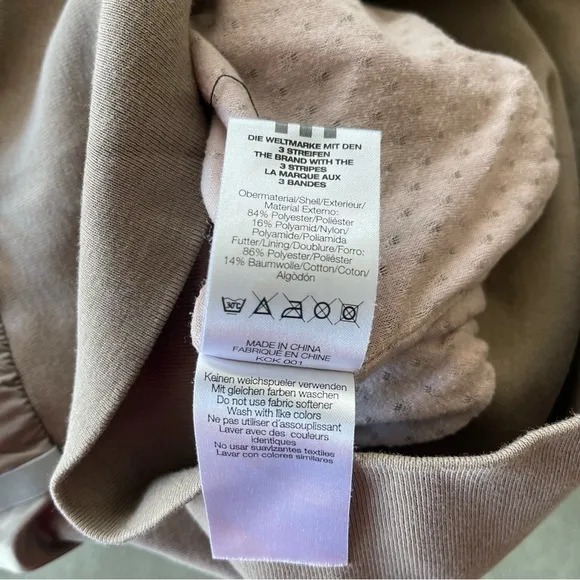 DIE WELTMARKE MIT DEN
3 STREIFEN
THE BRAND WITH THE
3 STRIPES
LA MARQUE AUX
3 BANDES
Obermaterial/Shell/Exterieur/
Material Externo:
84% Polyester/Poliéster
16% Polyamid/Nylon/
Polyamide/Poliamida
Futter/Lining/Doublure/Forro:
86% Polyester/Poliéster
14% Baumwolle/Cotton/Coton/
Algodón
30°C
MADE IN CHINA
FABRIQUÉ EN CHINE
KCK 001
Keinen weichspueler verwenden
Mit gleichen farben waschen
Do not use fabric softener
Wash with like colors
Ne pas utiliser d'assouplissant
Laver avec des couleurs
identiques
No usar suavizantes textiles
Lavar con colores similares